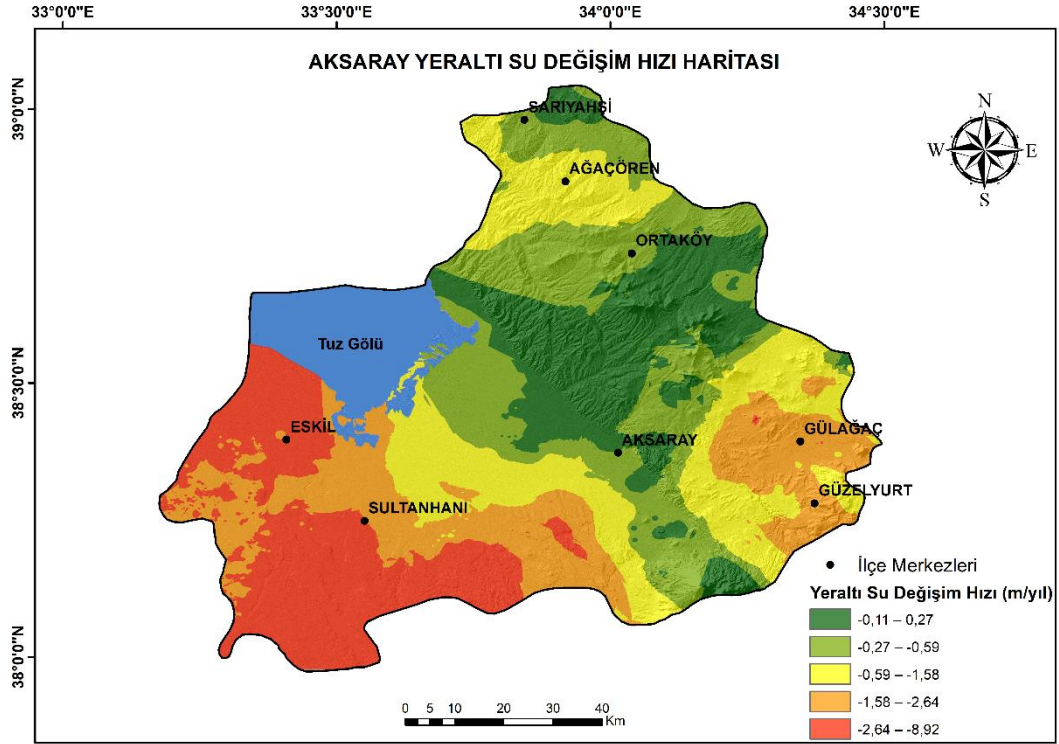 33°0'0"E
33°30'0"E
34°0'0"E
34°30'0"E
AKSARAY YERALTI SU DEĞİŞİM HIZI HARİTASI
39°0'0"N
38°30'0"N
38°0'0"N
N
W
E
S
SARIYAHŞİ
AĞAÇÖREN
ORTAKÖY
Tuz Gölü
ESKİL
AKSARAY
GÜLAĞAÇ
GÜZELYURT
SULTANHANI
İlçe Merkezleri
Yeraltı Su Değişim Hızı (m/yıl)
-0,11 – 0,27
-0,27 – -0,59
-0,59 – -1,58
-1,58 – -2,64
-2,64 – -8,92
0 5 10 20 30 40
Km